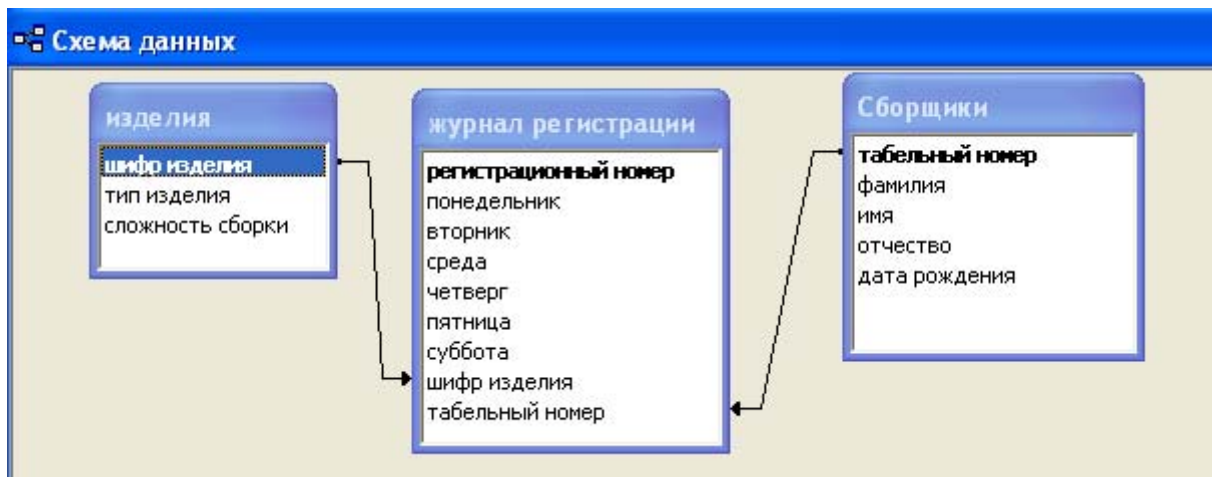 Схема данных
изделия
шифр изделия
тип изделия
сложность сборки
журнал регистрации
регистрационный номер
понедельник
вторник
среда
четверг
пятница
суббота
шифр изделия
табельный номер
Сборщики
табельный номер
фамилия
имя
отчество
дата рождения